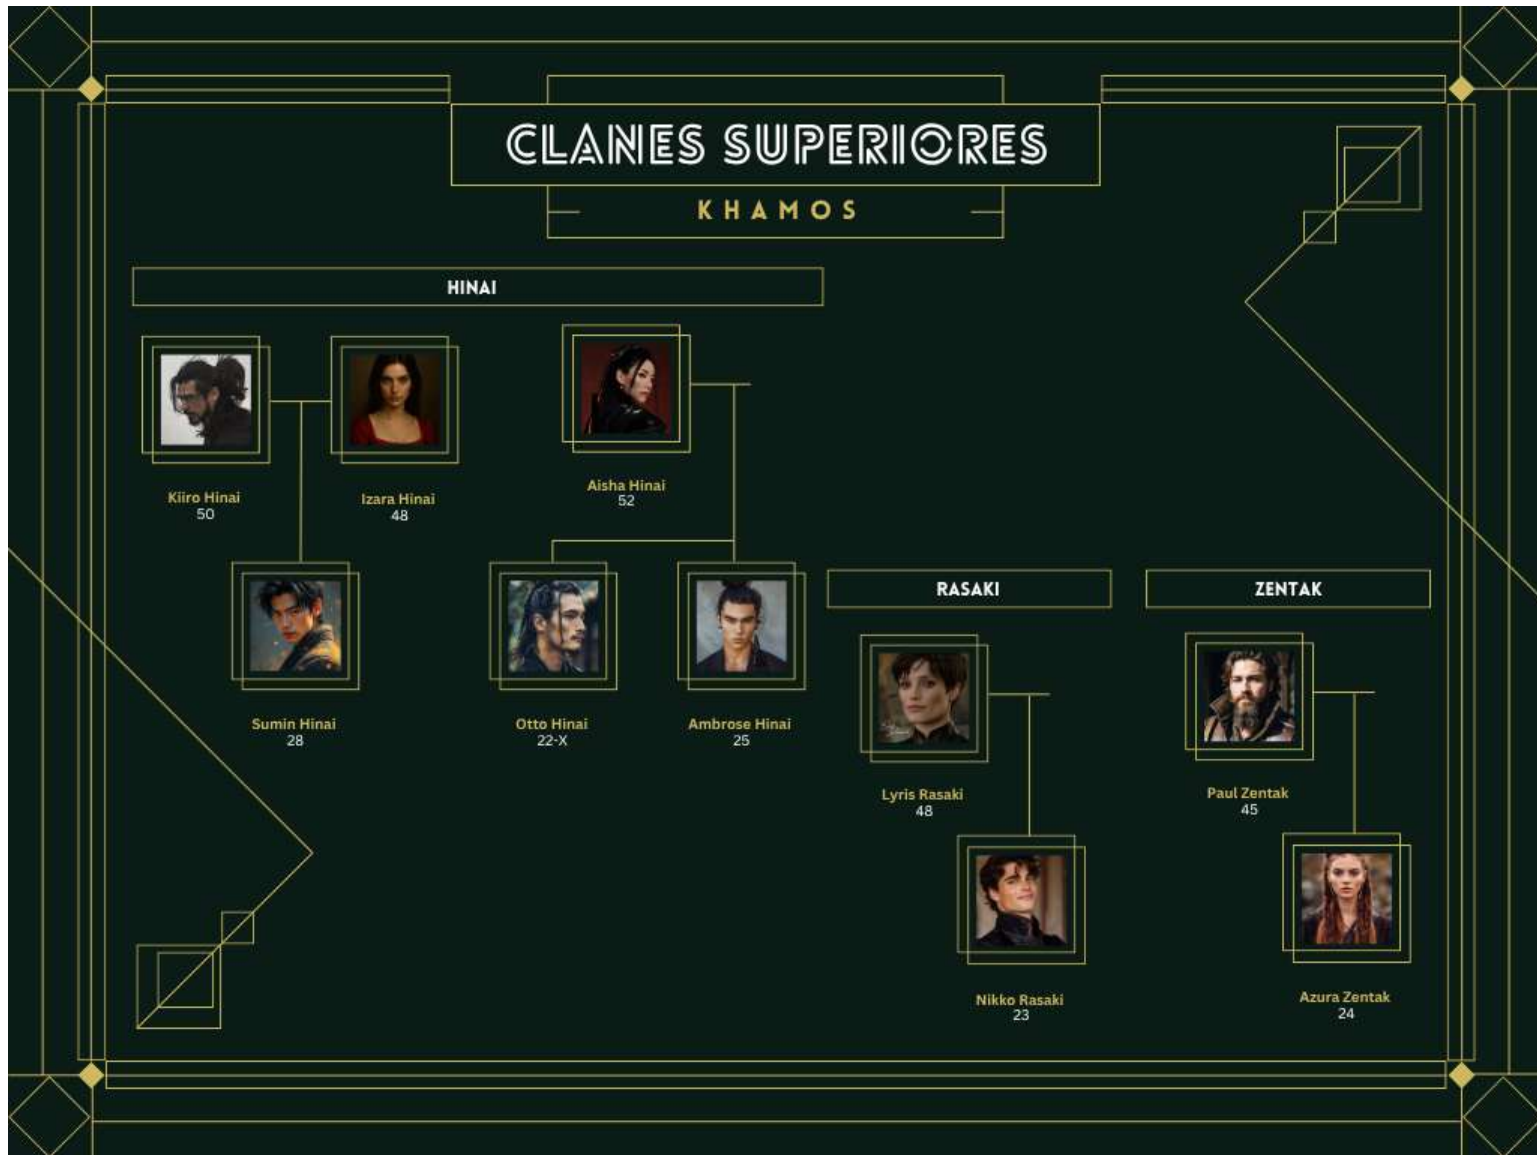 CLANES SUPERIORES
KHAMOS
HINAI
Kiiro Hinai
50
Izara Hinai
48
Aisha Hinai
52
Sumin Hinai
28
Otto Hinai
22-X
Ambrose Hinai
25
RASAKI
Lyris Rasaki
48
Nikko Rasaki
23
ZENTAK
Paul Zentak
45
Azura Zentak
24